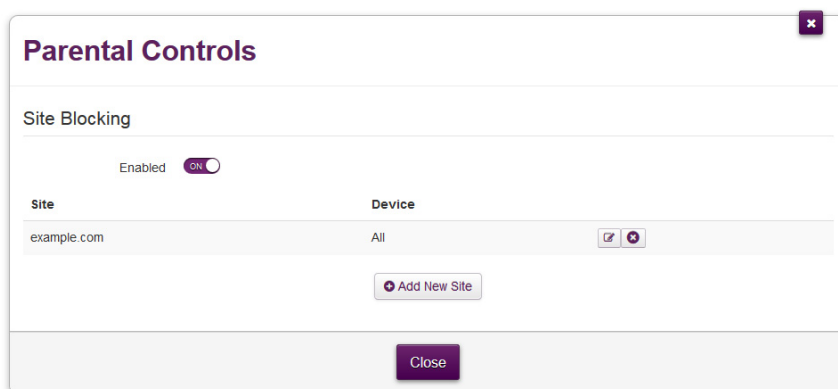 Parental Controls
Site Blocking
Enabled ON
Site Device
example.com All
Add New Site
Close